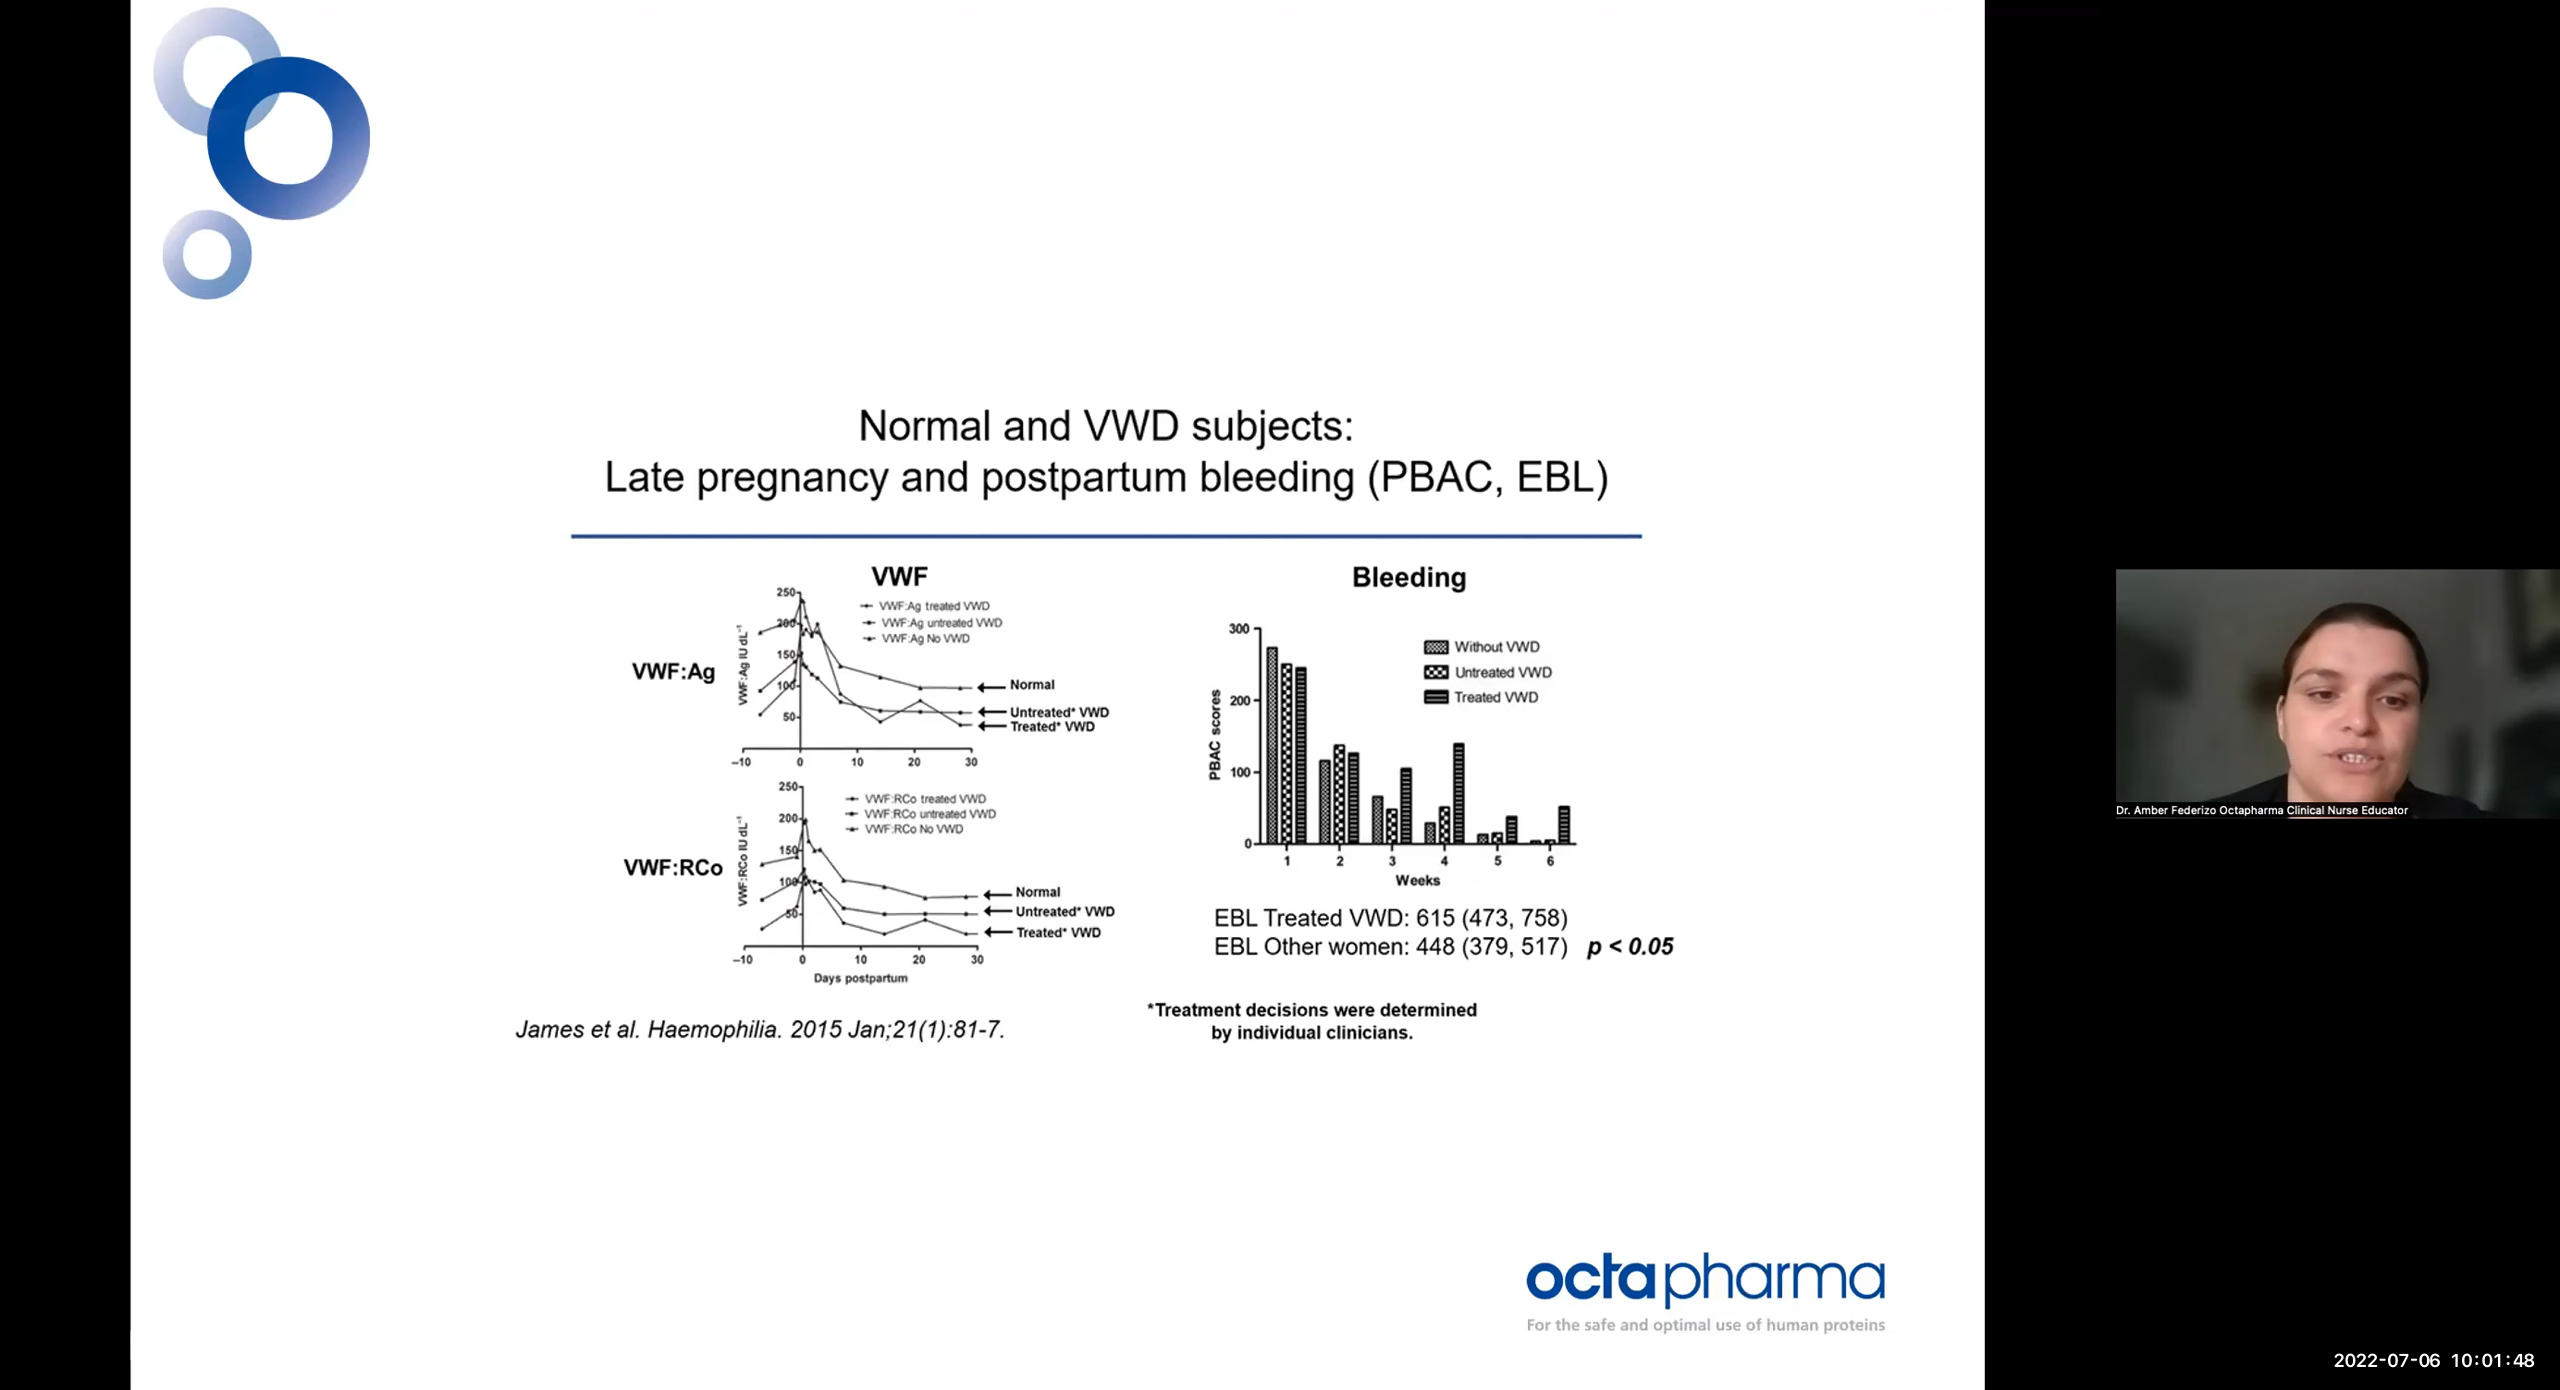 Normal and VWD subjects:
Late pregnancy and postpartum bleeding (PBAC, EBL)
VWF
250
200
150
100
50
VWF:Ag
VWF:Ag IU dL⁻¹
VWF:Ag treated VWD
VWF:Ag untreated VWD
VWF:Ag No VWD
Normal
Untreated* VWD
Treated* VWD
–10 0 10 20 30
250
200
150
100
50
VWF:RCo
VWF:RCo IU dL⁻¹
VWF:RCo treated VWD
VWF:RCo untreated VWD
VWF:RCo No VWD
Normal
Untreated* VWD
Treated* VWD
–10 0 10 20 30
Days postpartum
Bleeding
300
200
100
0
PBAC scores
Without VWD
Untreated VWD
Treated VWD
1 2 3 4 5 6
Weeks
EBL Treated VWD: 615 (473, 758)
EBL Other women: 448 (379, 517) p < 0.05
*Treatment decisions were determined
by individual clinicians.
James et al. Haemophilia. 2015 Jan;21(1):81-7.
octapharma
For the safe and optimal use of human proteins
Dr. Amber Federizo Octapharma Clinical Nurse Educator
2022-07-06 10:01:48